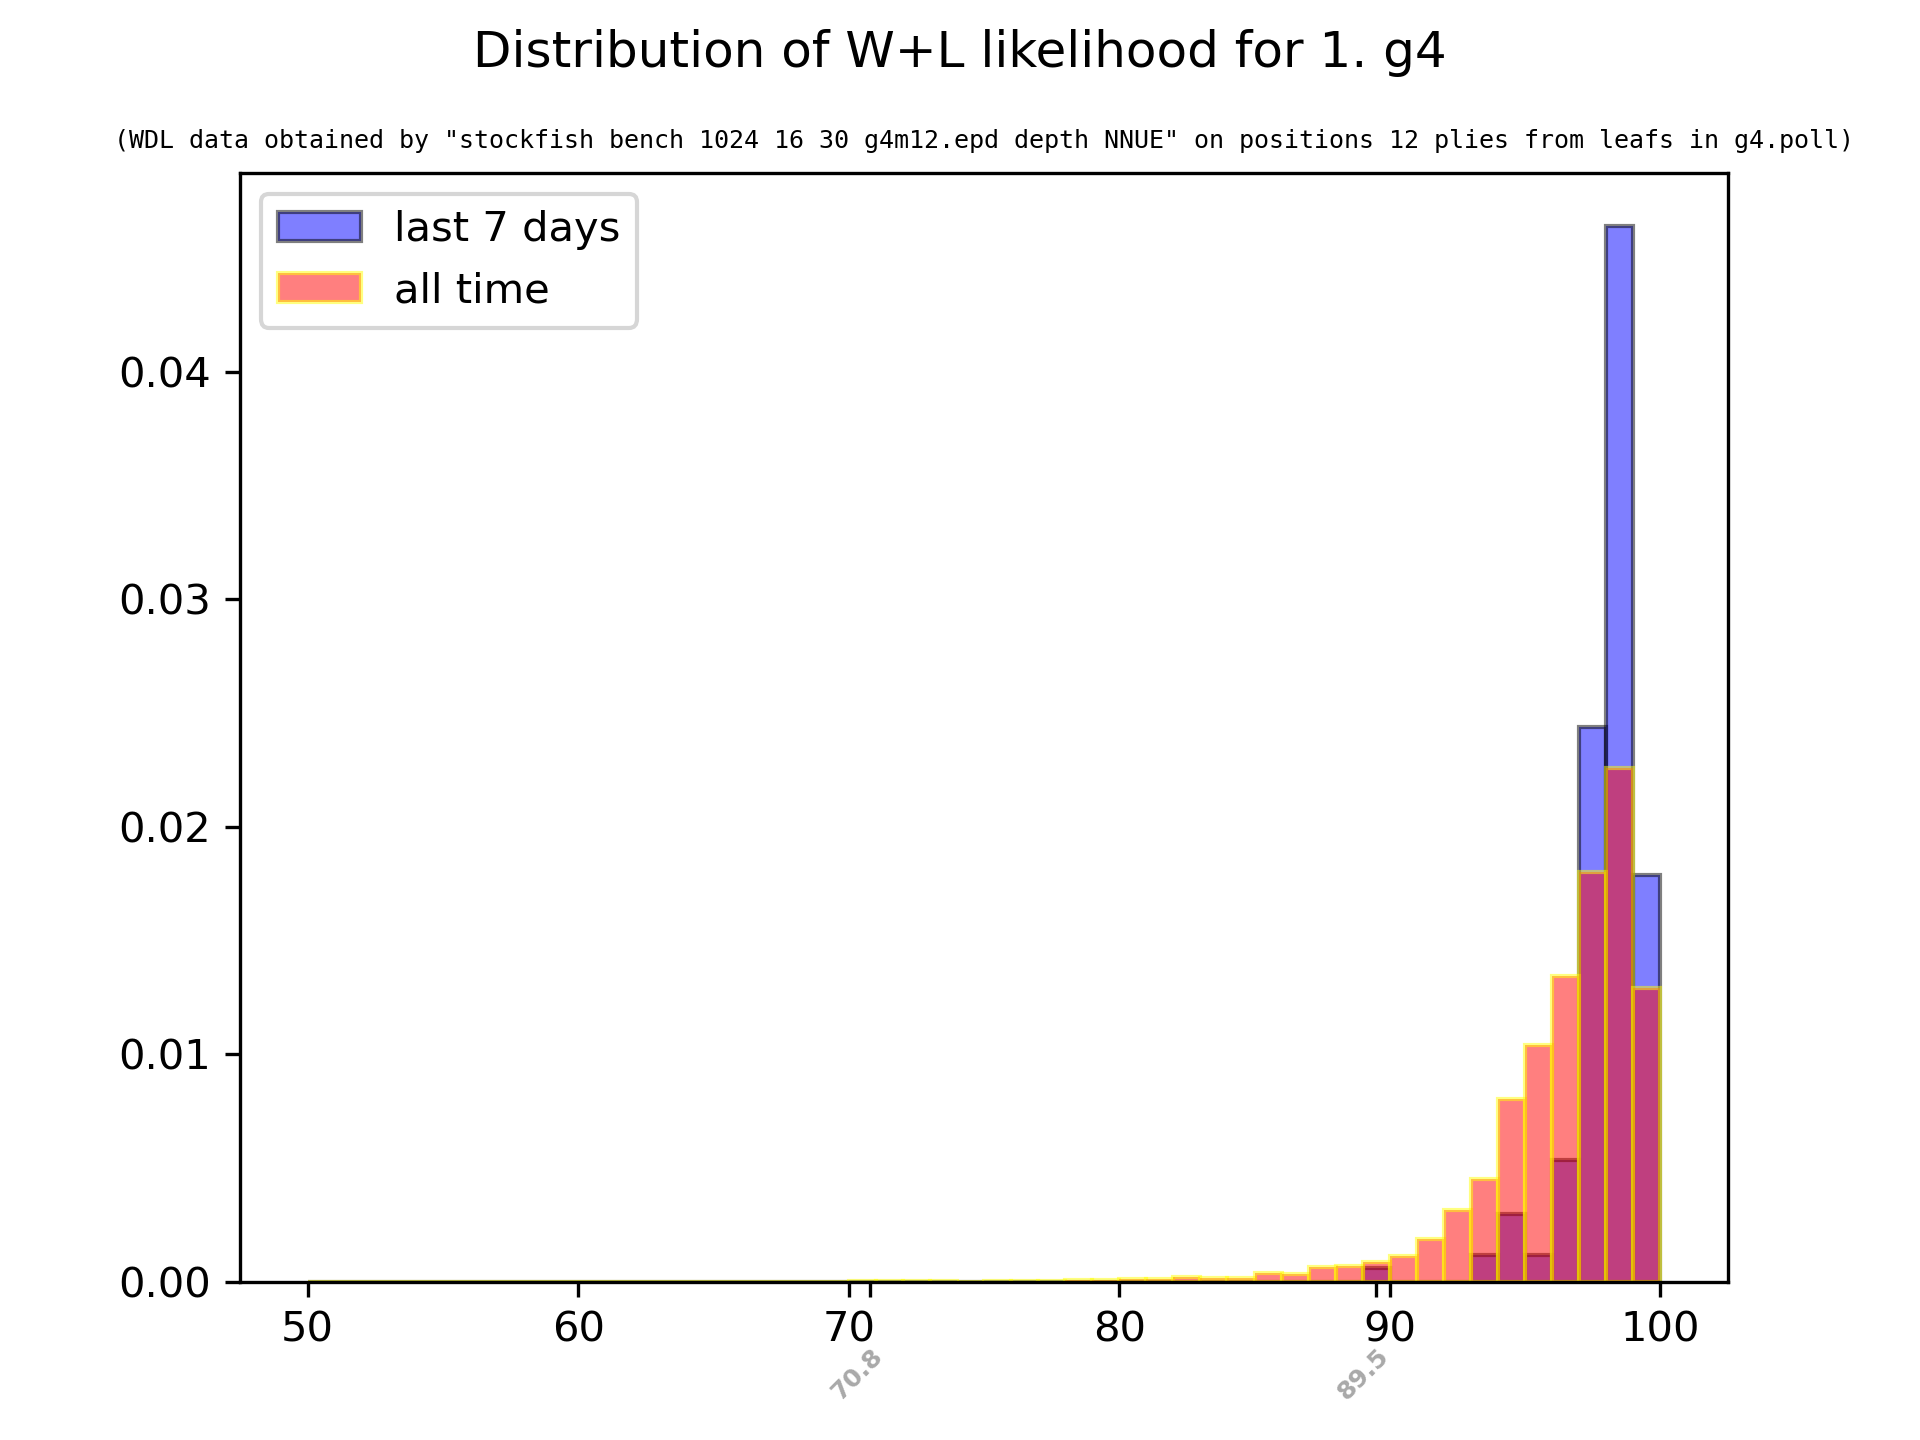 Distribution of W+L likelihood for 1. g4
(WDL data obtained by "stockfish bench 1024 16 30 g4m12.epd depth NNUE" on positions 12 plies from leafs in g4.poll)
last 7 days
all time
0.04
0.03
0.02
0.01
0.00
50 60 70 80 90 100
70.8 89.5